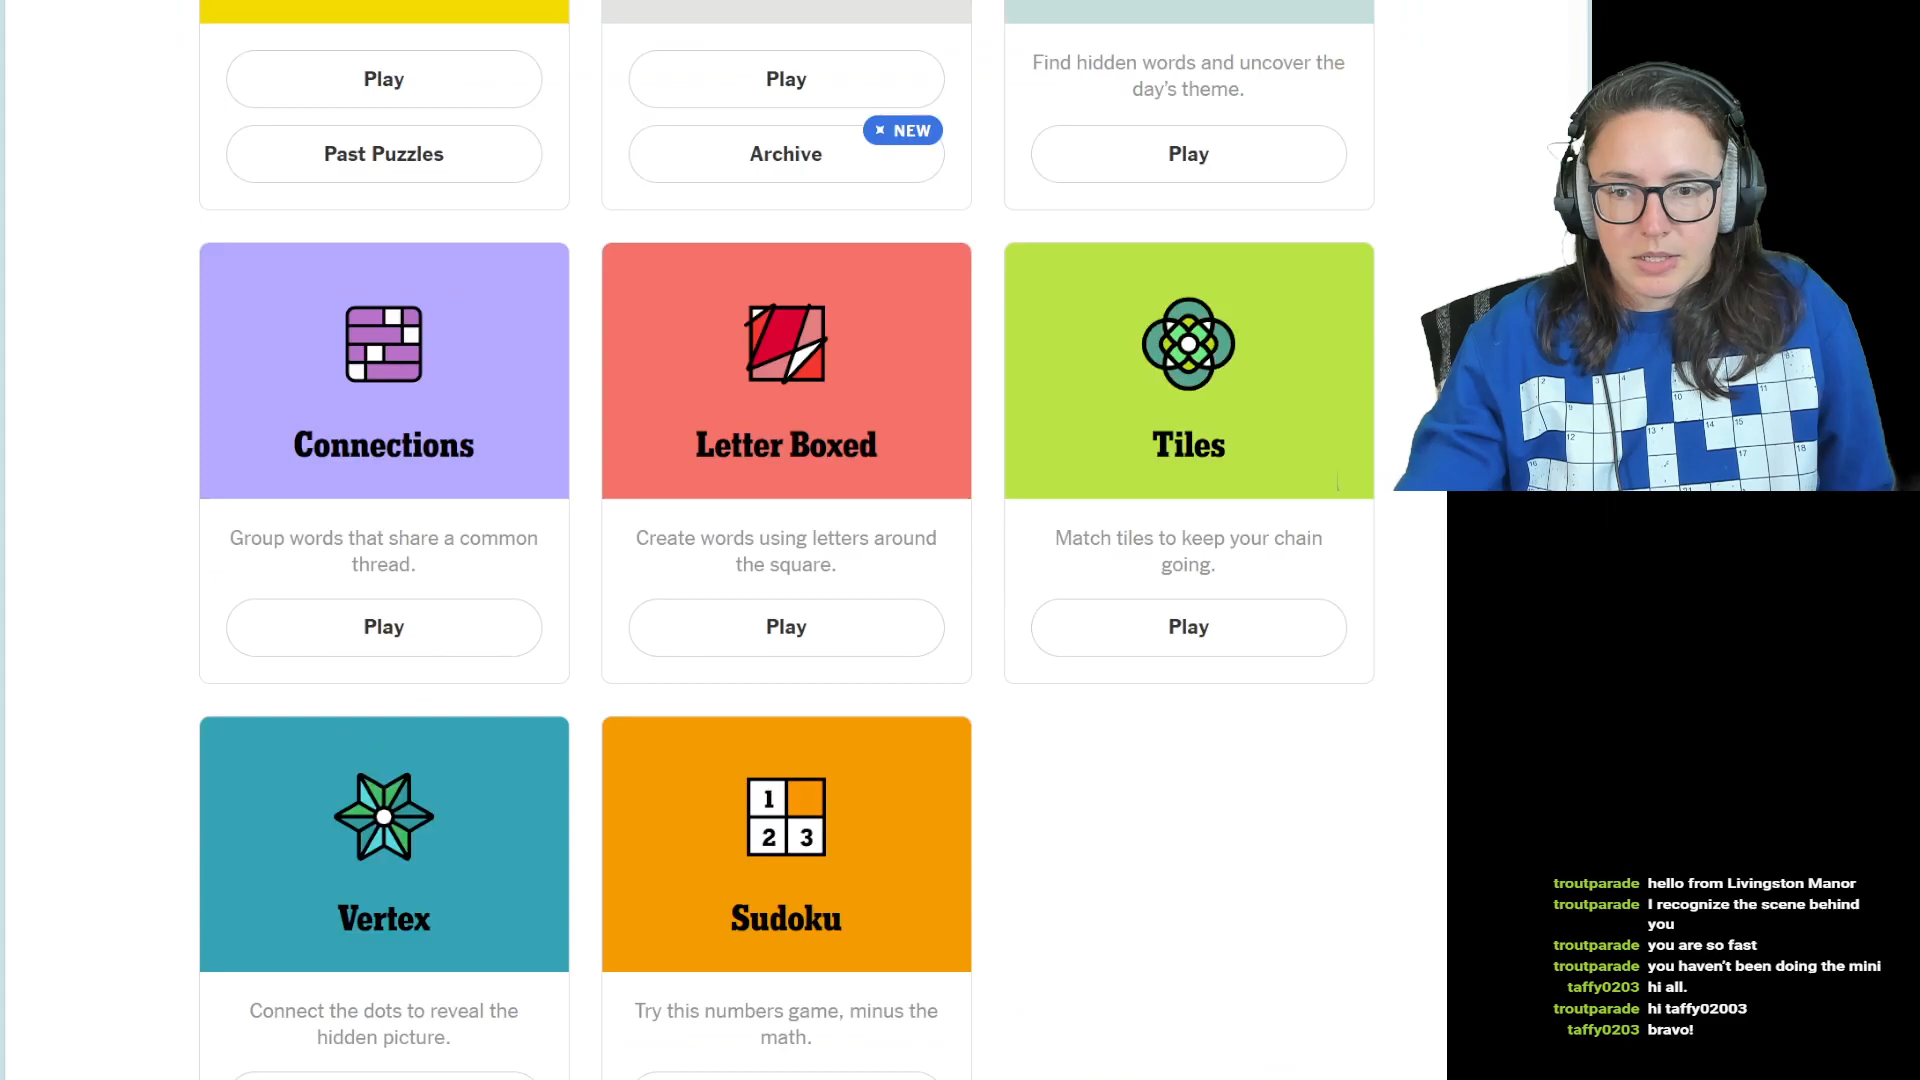 Play
Play
Find hidden words and uncover the
day's theme.
NEW
Past Puzzles
Archive
Play
Connections
Letter Boxed
Tiles
Group words that share a common
thread.
Create words using letters around
the square.
Match tiles to keep your chain
going.
Play
Play
Play
1
2 3
Vertex
Sudoku
Connect the dots to reveal the
hidden picture.
Try this numbers game, minus the
math.
troutparade hello from Livingston Manor
troutparade I recognize the scene behind
you
troutparade you are so fast
troutparade you haven't been doing the mini
taffy0203 hi all.
troutparade hi taffy02003
taffy0203 bravo!